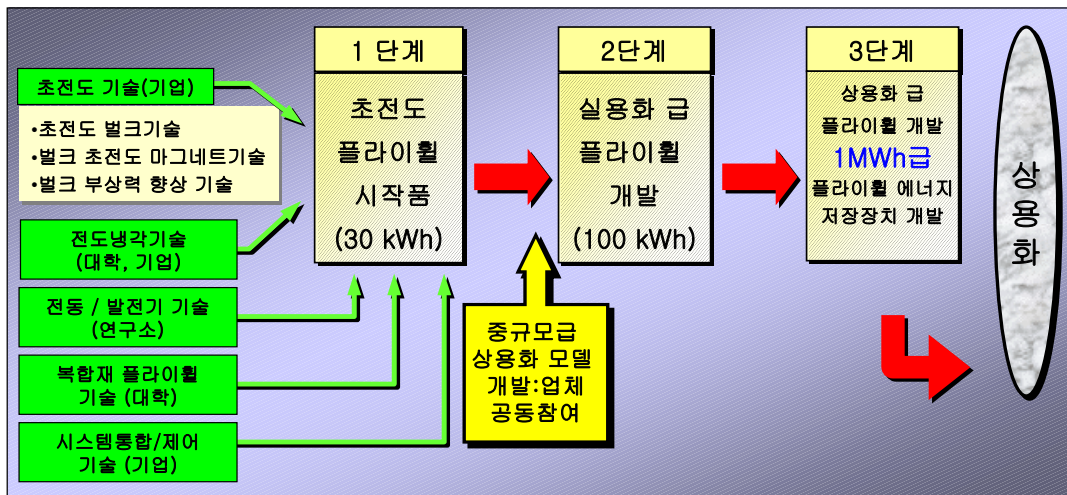 초전도 기술(기업)
•초전도 벌크기술
•벌크 초전도 마그네트기술
•벌크 부상력 향상 기술
전도냉각기술
(대학, 기업)
전동 / 발전기 기술
(연구소)
복합재 플라이휠
기술 (대학)
시스템통합/제어
기술 (기업)
1 단계
초전도
플라이휠
시작품
(30 kWh)
2단계
실용화 급
플라이휠
개발
(100 kWh)
중규모급
상용화 모델
개발:업체
공동참여
3단계
상용화 급
플라이휠 개발
1MWh급
플라이휠 에너지
저장장치 개발
상
용
화